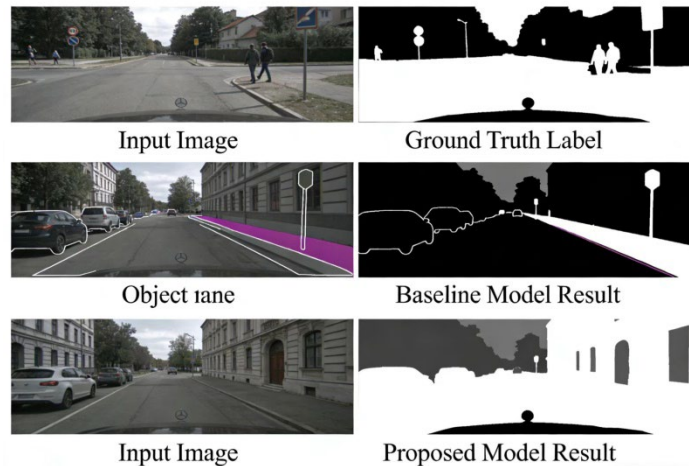 Input Image
Ground Truth Label
Object ıane
Baseline Model Result
Input Image
Proposed Model Result